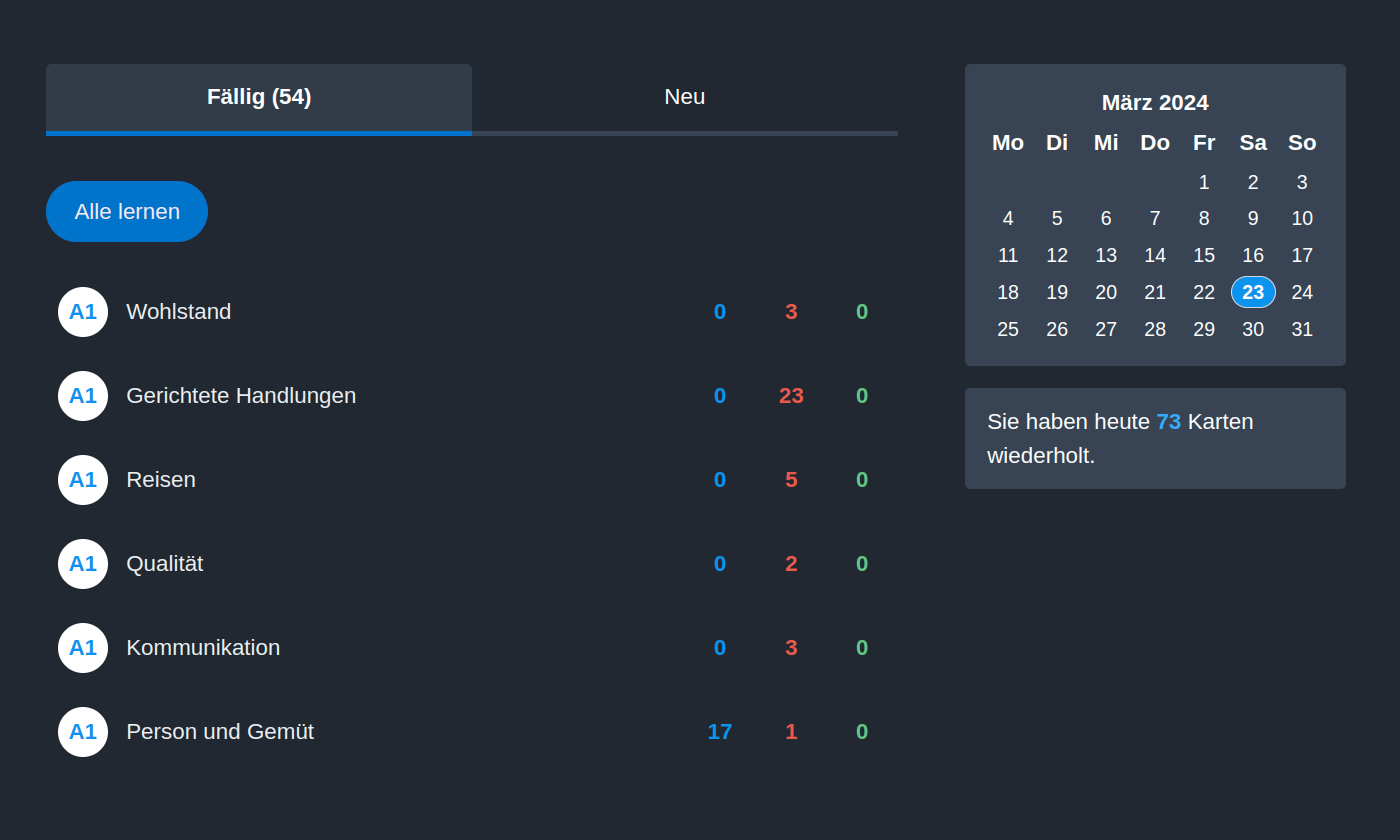 Fällig (54) Neu
Alle lernen
A1 Wohlstand 0 3 0
A1 Gerichtete Handlungen 0 23 0
A1 Reisen 0 5 0
A1 Qualität 0 2 0
A1 Kommunikation 0 3 0
A1 Person und Gemüt 17 1 0
März 2024
Mo Di Mi Do Fr Sa So
1 2 3
4 5 6 7 8 9 10
11 12 13 14 15 16 17
18 19 20 21 22 23 24
25 26 27 28 29 30 31
Sie haben heute 73 Karten
wiederholt.